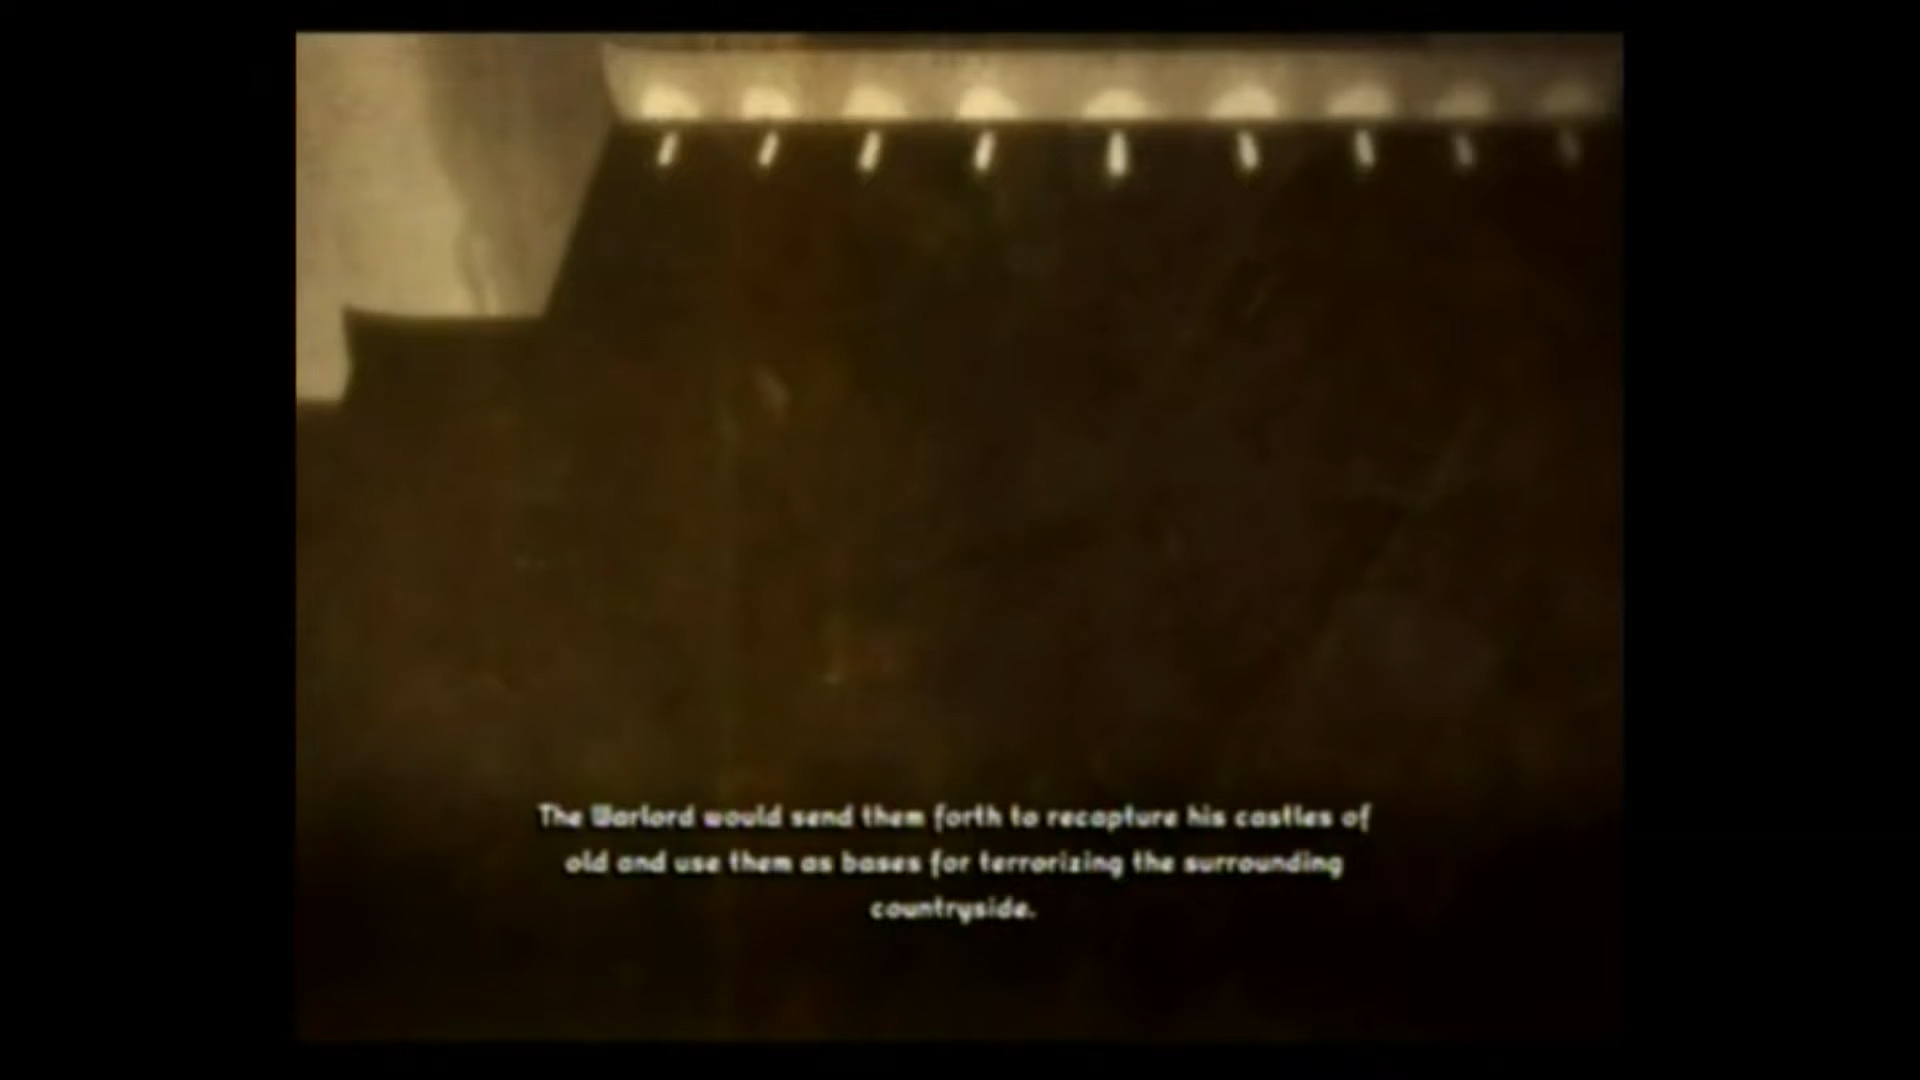 The Warlord would send them forth to recapture his castles of
old and use them as bases for terrorizing the surrounding
countryside.